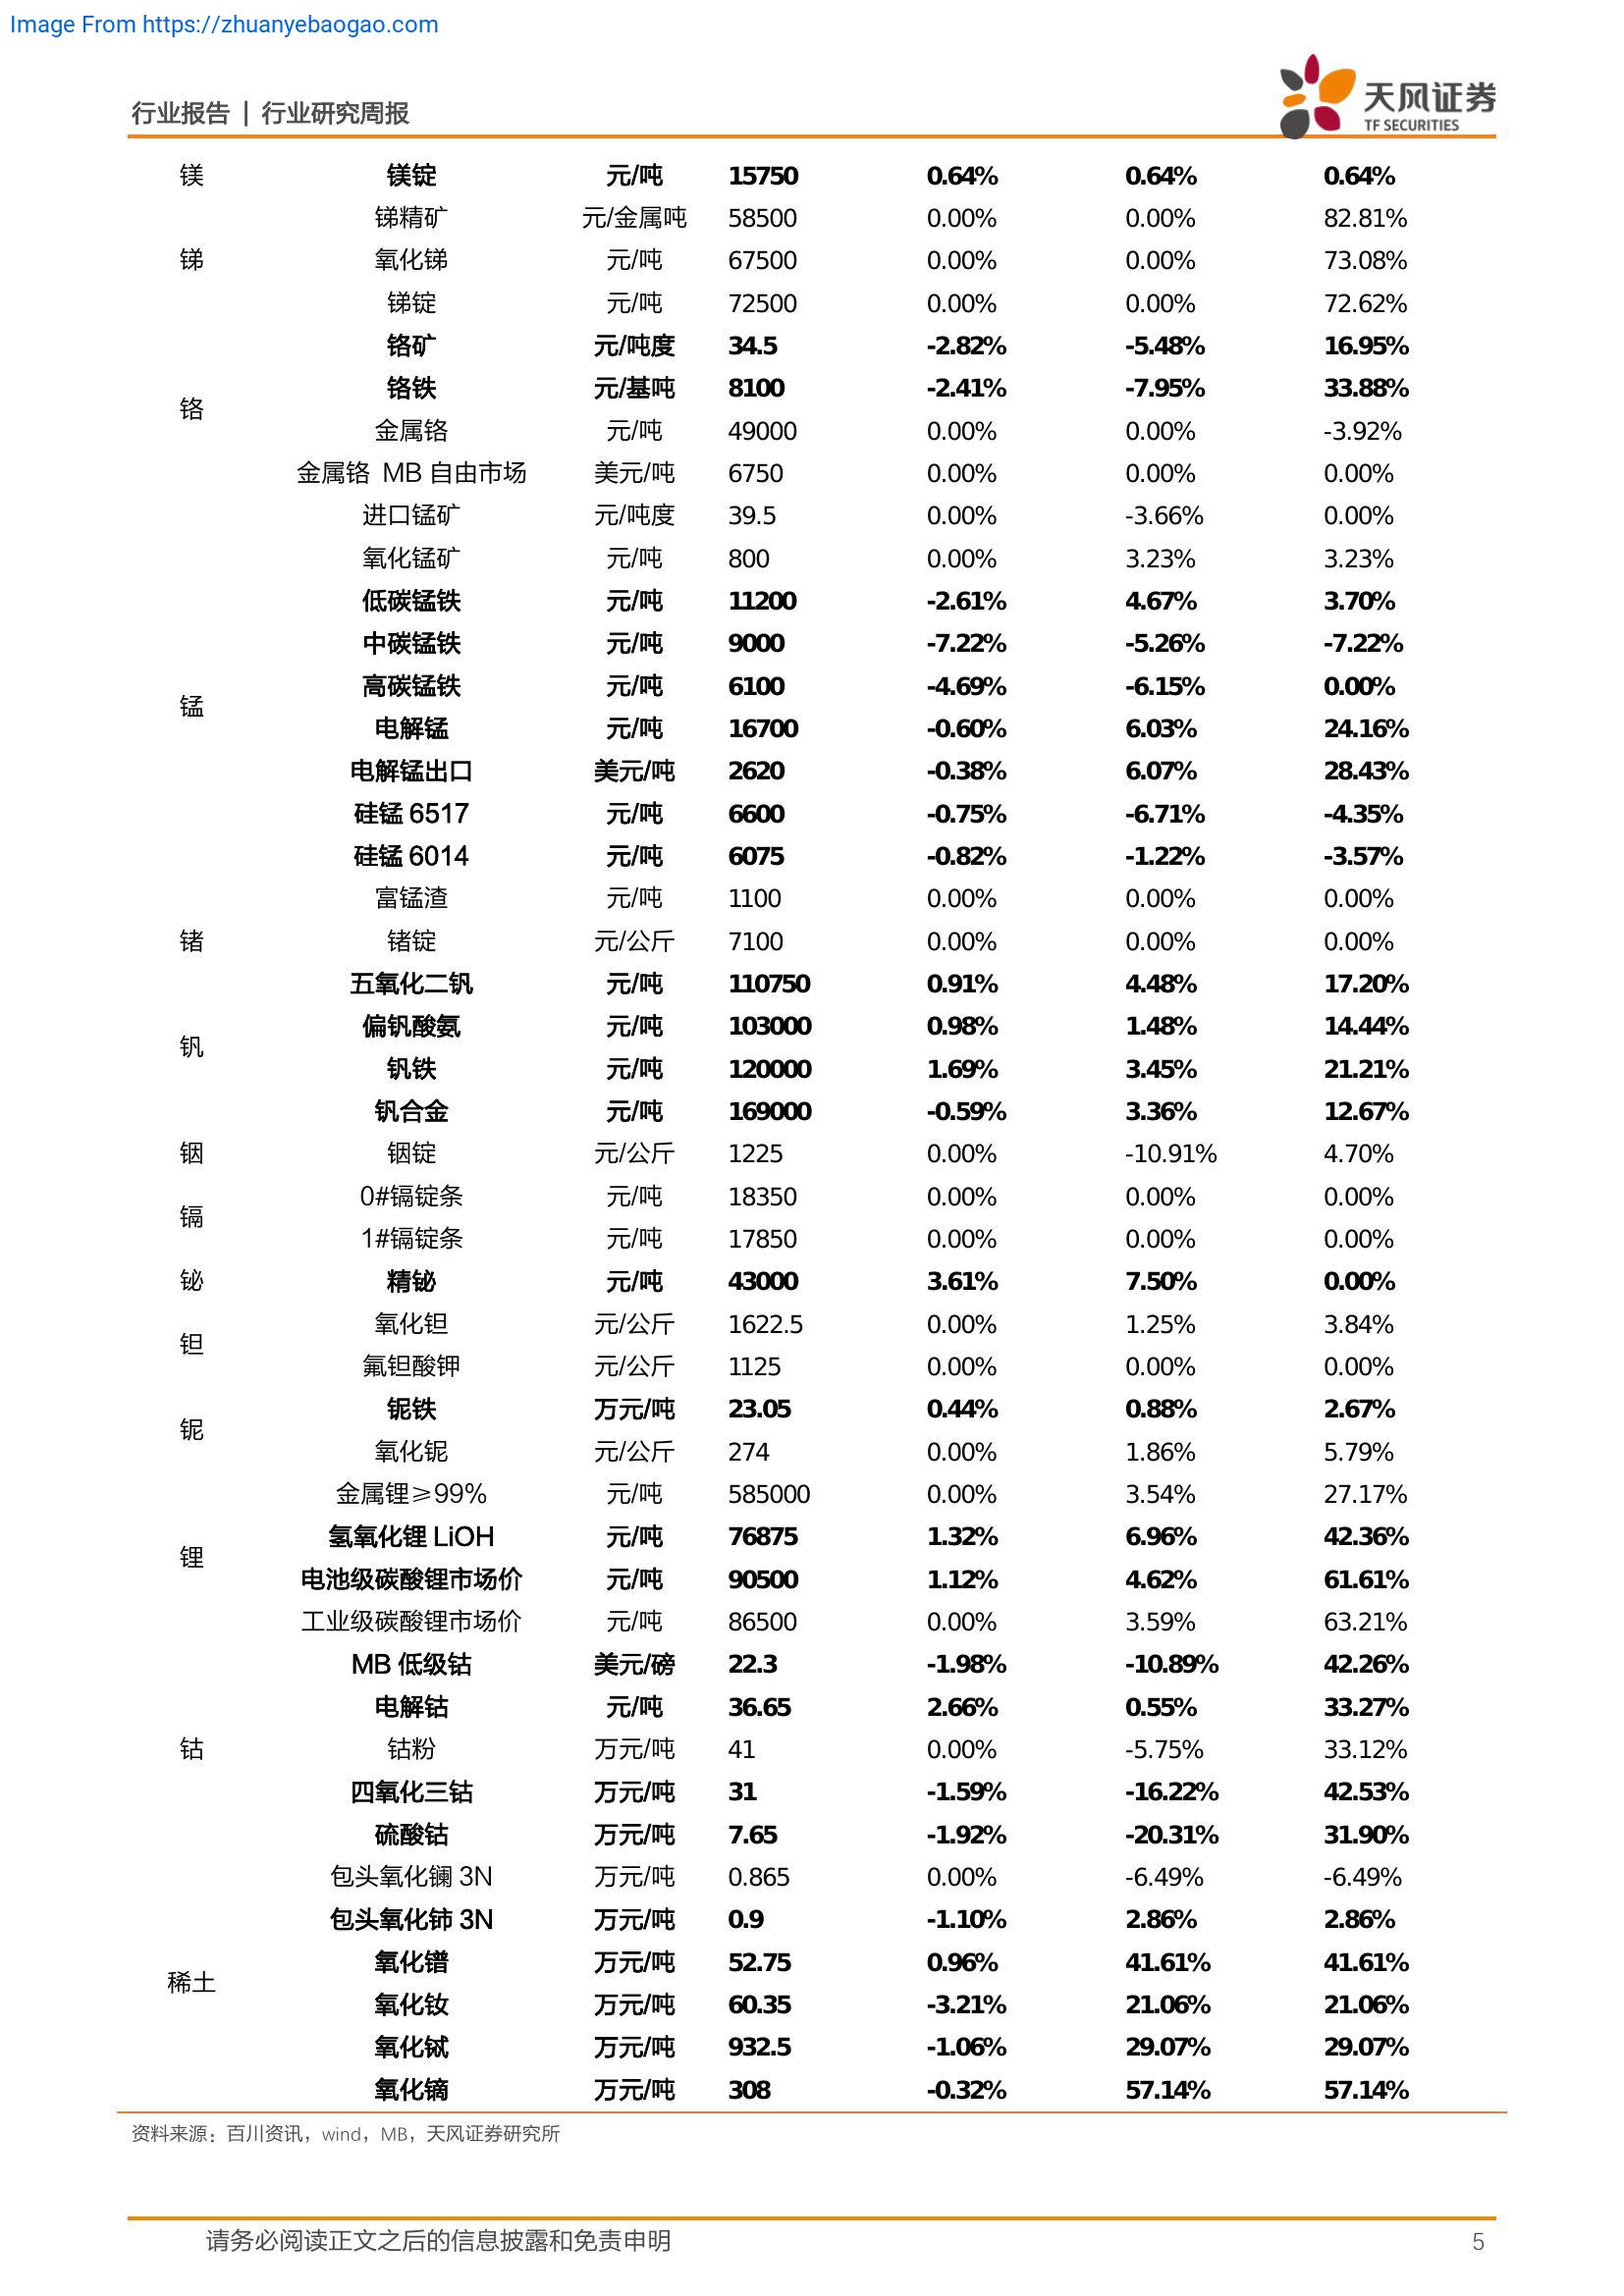 Image From https://zhuanyebaogao.com
行业报告 | 行业研究周报
天风证券
TF SECURITIES
镁 镁锭 元/吨 15750 0.64% 0.64% 0.64%
锑精矿 元/金属吨 58500 0.00% 0.00% 82.81%
锑 氧化锑 元/吨 67500 0.00% 0.00% 73.08%
锑锭 元/吨 72500 0.00% 0.00% 72.62%
铬矿 元/吨度 34.5 -2.82% -5.48% 16.95%
铬铁 元/基吨 8100 -2.41% -7.95% 33.88%
铬
金属铬 元/吨 49000 0.00% 0.00% -3.92%
金属铬 MB 自由市场 美元/吨 6750 0.00% 0.00% 0.00%
进口锰矿 元/吨度 39.5 0.00% -3.66% 0.00%
氧化锰矿 元/吨 800 0.00% 3.23% 3.23%
低碳锰铁 元/吨 11200 -2.61% 4.67% 3.70%
中碳锰铁 元/吨 9000 -7.22% -5.26% -7.22%
高碳锰铁 元/吨 6100 -4.69% -6.15% 0.00%
锰
电解锰 元/吨 16700 -0.60% 6.03% 24.16%
电解锰出口 美元/吨 2620 -0.38% 6.07% 28.43%
硅锰 6517 元/吨 6600 -0.75% -6.71% -4.35%
硅锰 6014 元/吨 6075 -0.82% -1.22% -3.57%
富锰渣 元/吨 1100 0.00% 0.00% 0.00%
锗 锗锭 元/公斤 7100 0.00% 0.00% 0.00%
五氧化二钒 元/吨 110750 0.91% 4.48% 17.20%
偏钒酸氨 元/吨 103000 0.98% 1.48% 14.44%
钒
钒铁 元/吨 120000 1.69% 3.45% 21.21%
钒合金 元/吨 169000 -0.59% 3.36% 12.67%
铟 铟锭 元/公斤 1225 0.00% -10.91% 4.70%
0#镉锭条 元/吨 18350 0.00% 0.00% 0.00%
镉
1#镉锭条 元/吨 17850 0.00% 0.00% 0.00%
铋 精铋 元/吨 43000 3.61% 7.50% 0.00%
氧化钽 元/公斤 1622.5 0.00% 1.25% 3.84%
钽
氟钽酸钾 元/公斤 1125 0.00% 0.00% 0.00%
铌铁 万元/吨 23.05 0.44% 0.88% 2.67%
铌
氧化铌 元/公斤 274 0.00% 1.86% 5.79%
金属锂≥99% 元/吨 585000 0.00% 3.54% 27.17%
氢氧化锂 LiOH 元/吨 76875 1.32% 6.96% 42.36%
锂
电池级碳酸锂市场价 元/吨 90500 1.12% 4.62% 61.61%
工业级碳酸锂市场价 元/吨 86500 0.00% 3.59% 63.21%
MB 低级钴 美元/磅 22.3 -1.98% -10.89% 42.26%
电解钴 元/吨 36.65 2.66% 0.55% 33.27%
钴 钴粉 万元/吨 41 0.00% -5.75% 33.12%
四氧化三钴 万元/吨 31 -1.59% -16.22% 42.53%
硫酸钴 万元/吨 7.65 -1.92% -20.31% 31.90%
包头氧化镧 3N 万元/吨 0.865 0.00% -6.49% -6.49%
包头氧化铈 3N 万元/吨 0.9 -1.10% 2.86% 2.86%
氧化镨 万元/吨 52.75 0.96% 41.61% 41.61%
稀土
氧化钕 万元/吨 60.35 -3.21% 21.06% 21.06%
氧化铽 万元/吨 932.5 -1.06% 29.07% 29.07%
氧化镝 万元/吨 308 -0.32% 57.14% 57.14%
资料来源：百川资讯，wind，MB，天风证券研究所
请务必阅读正文之后的信息披露和免责申明 5